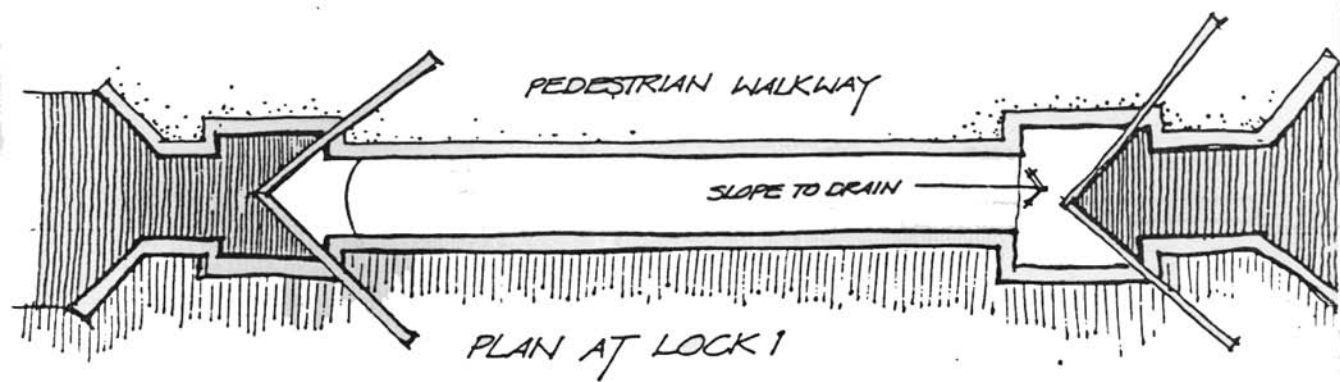 PEDESTRIAN WALKWAY
SLOPE TO DRAIN
PLAN AT LOCK 1